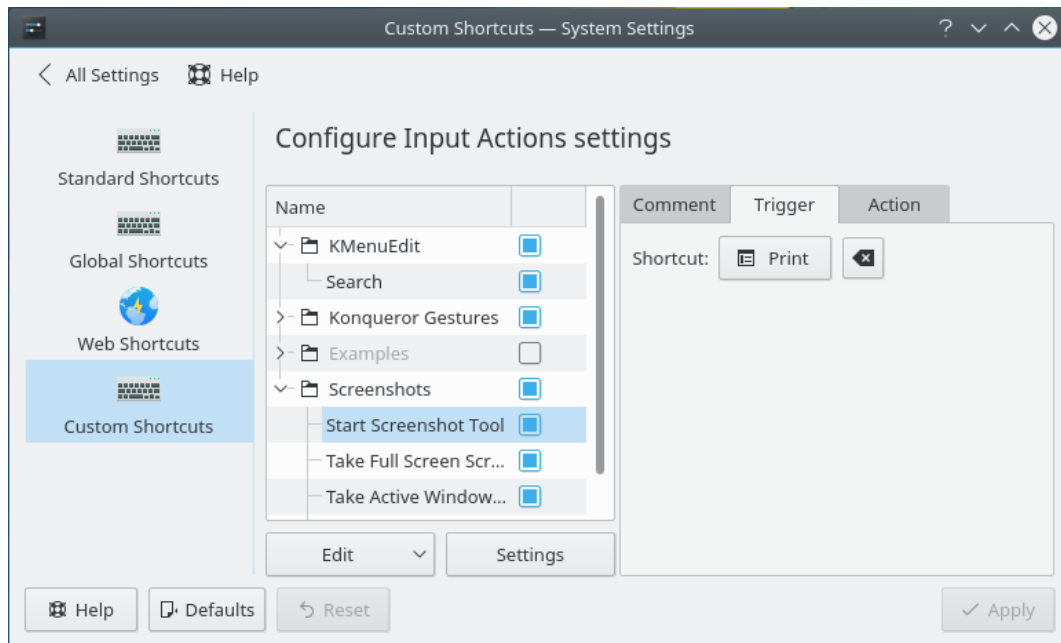 Custom Shortcuts — System Settings
All Settings
Help
Standard Shortcuts
Global Shortcuts
Web Shortcuts
Custom Shortcuts
Configure Input Actions settings
Name
KMenuEdit
Search
Konqueror Gestures
Examples
Screenshots
Start Screenshot Tool
Take Full Screen Scr...
Take Active Window...
Edit
Settings
Comment
Trigger
Action
Shortcut:
Print
Help
Defaults
Reset
Apply